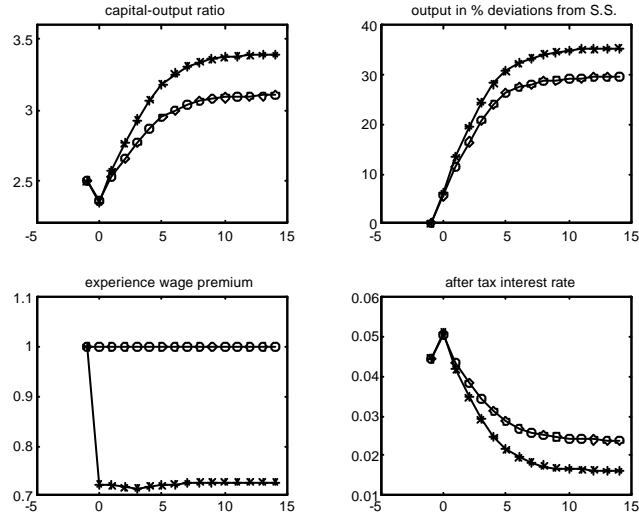 capital-output ratio
3.5
3
2.5
-5 0 5 10 15
output in % deviations from S.S.
40
30
20
10
0
-5 0 5 10 15
experience wage premium
1.1
1
0.9
0.8
0.7
-5 0 5 10 15
after tax interest rate
0.06
0.05
0.04
0.03
0.02
0.01
-5 0 5 10 15